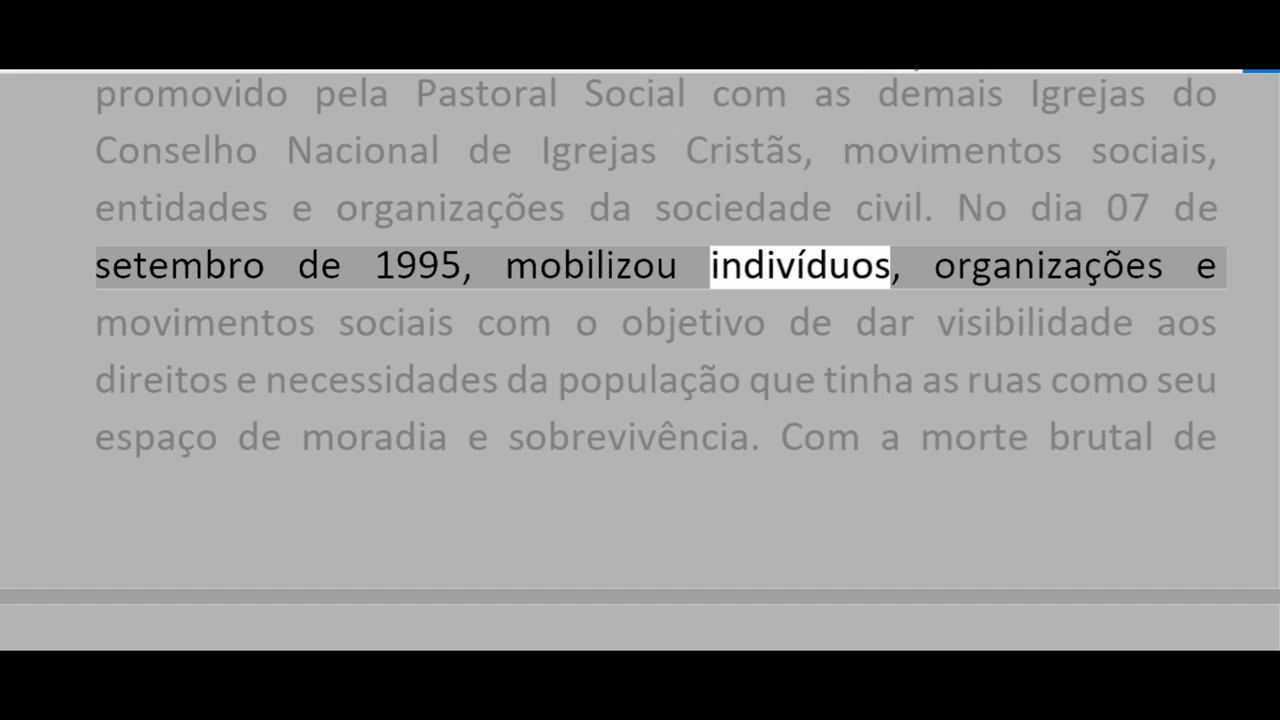 promovido pela Pastoral Social com as demais Igrejas do
Conselho Nacional de Igrejas Cristãs, movimentos sociais,
entidades e organizações da sociedade civil. No dia 07 de
setembro de 1995, mobilizou indivíduos, organizações e
movimentos sociais com o objetivo de dar visibilidade aos
direitos e necessidades da população que tinha as ruas como seu
espaço de moradia e sobrevivência. Com a morte brutal de